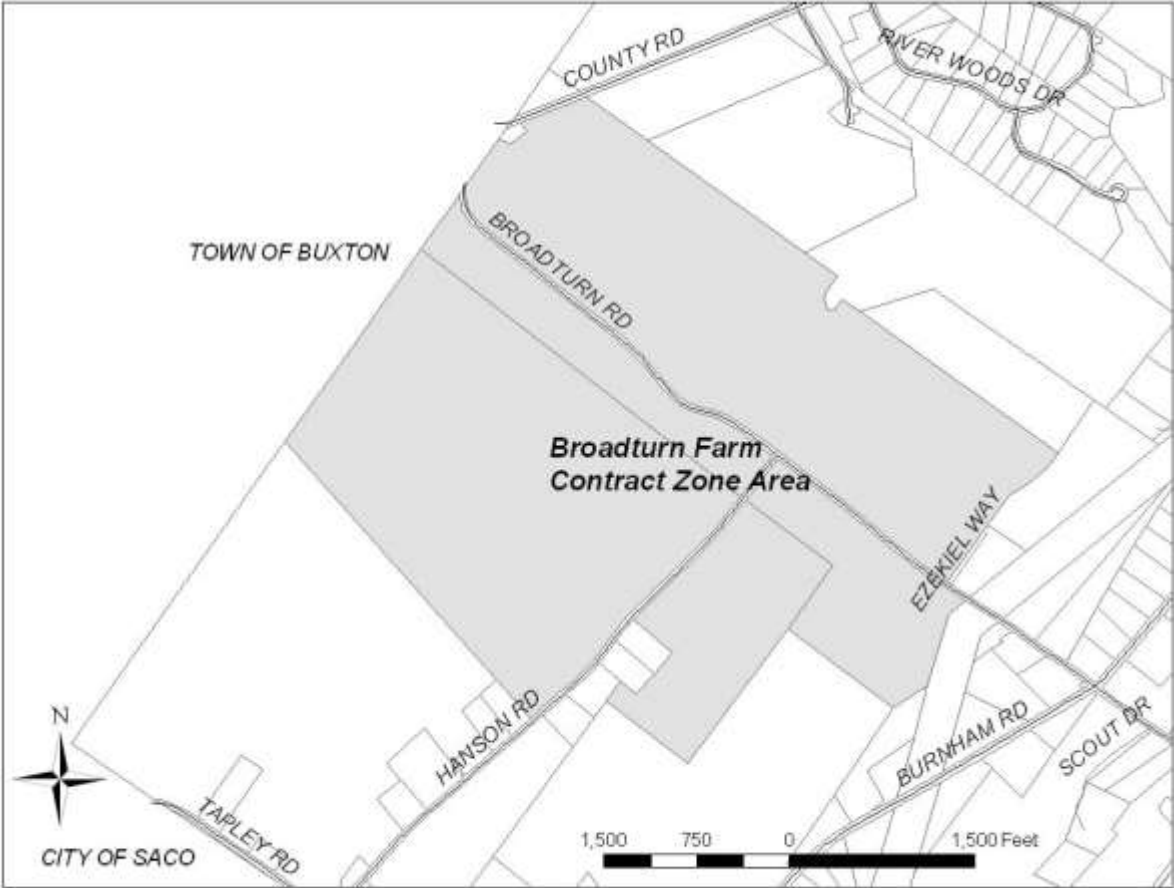 COUNTY RD
RIVER WOODS DR
BROADTURN RD
TOWN OF BUXTON
Broadturn Farm
Contract Zone Area
EZEKIEL WAY
HANSON RD
BURNHAM RD
SCOUT DR
N
TAPLEY RD
CITY OF SACO
1,500 750 0 1,500 Feet